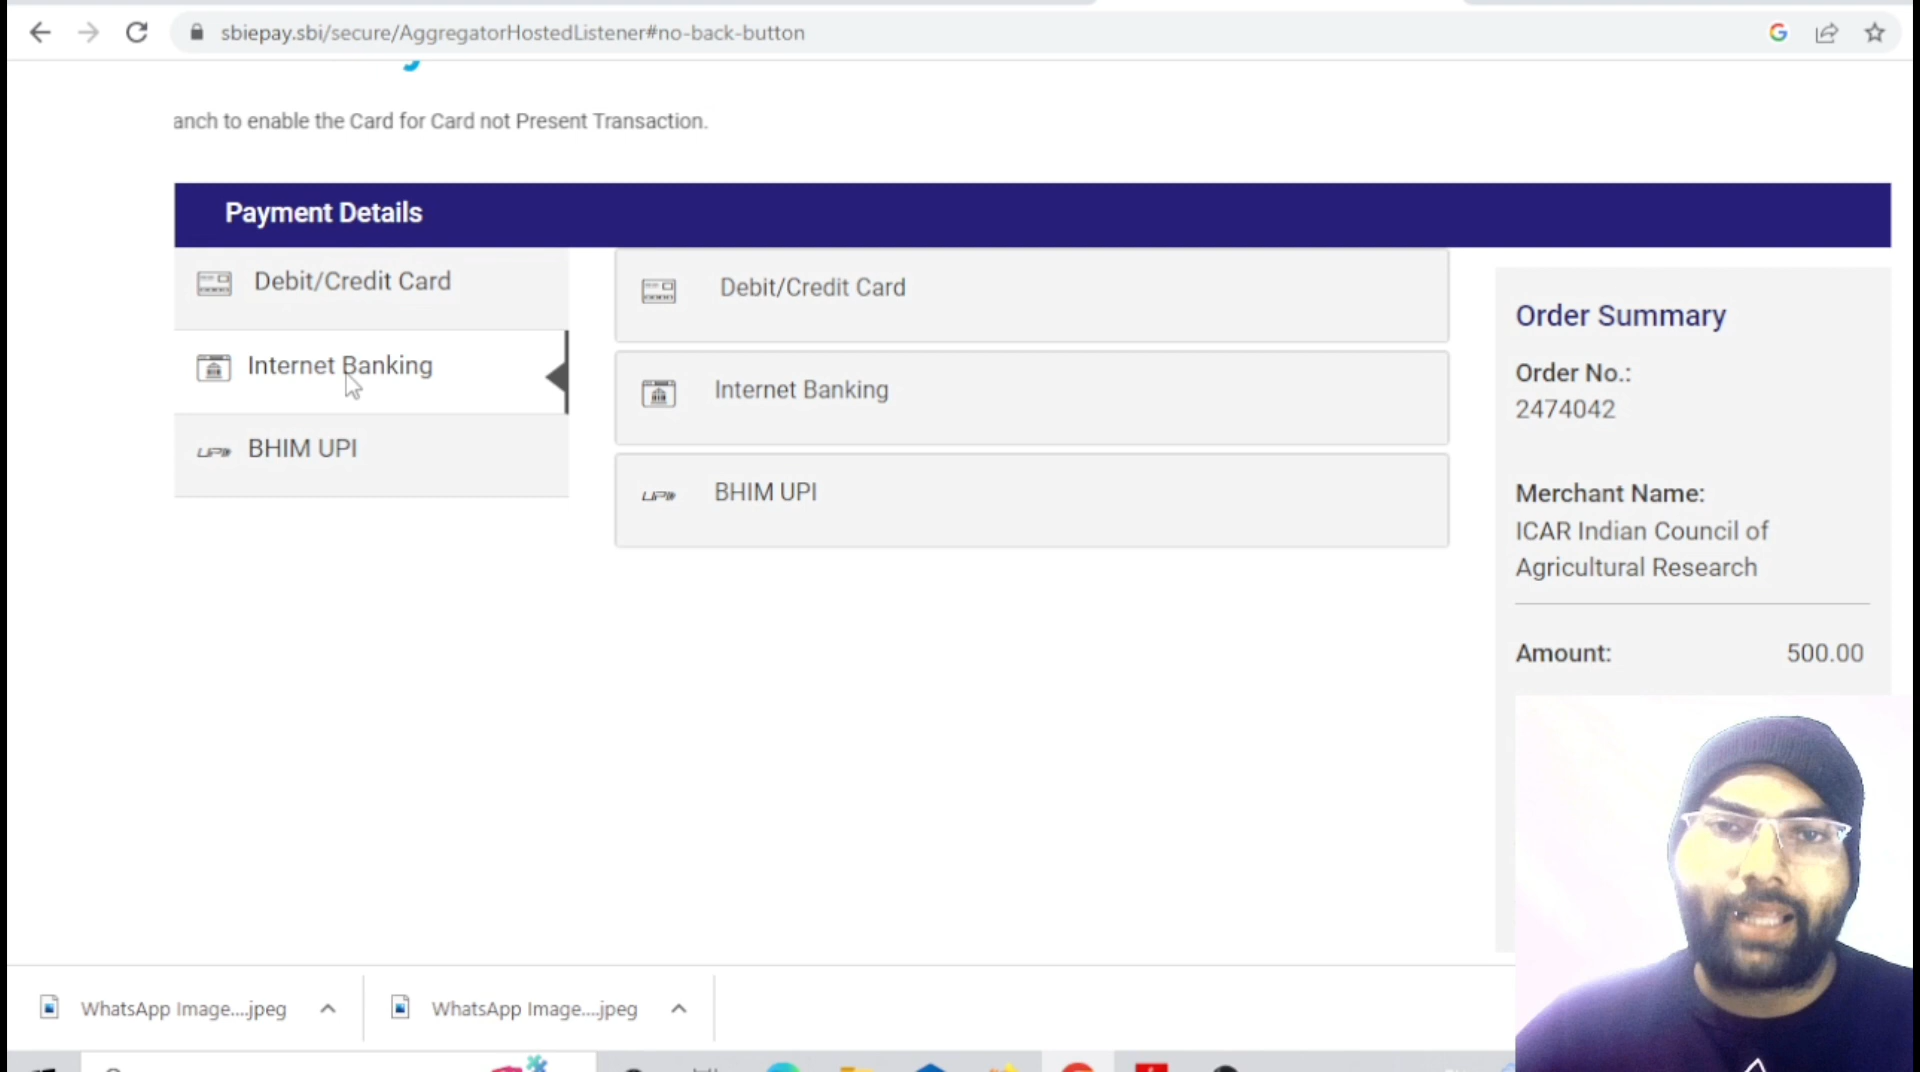 sbiepay.sbi/secure/AggregatorHostedListener#no-back-button
anch to enable the Card for Card not Present Transaction.
Payment Details
Debit/Credit Card
Internet Banking
BHIM UPI
Debit/Credit Card
Internet Banking
UPI
BHIM UPI
Order Summary
Order No.:
2474042
Merchant Name:
ICAR Indian Council of
Agricultural Research
Amount: 500.00
WhatsApp Image....jpeg
WhatsApp Image....jpeg